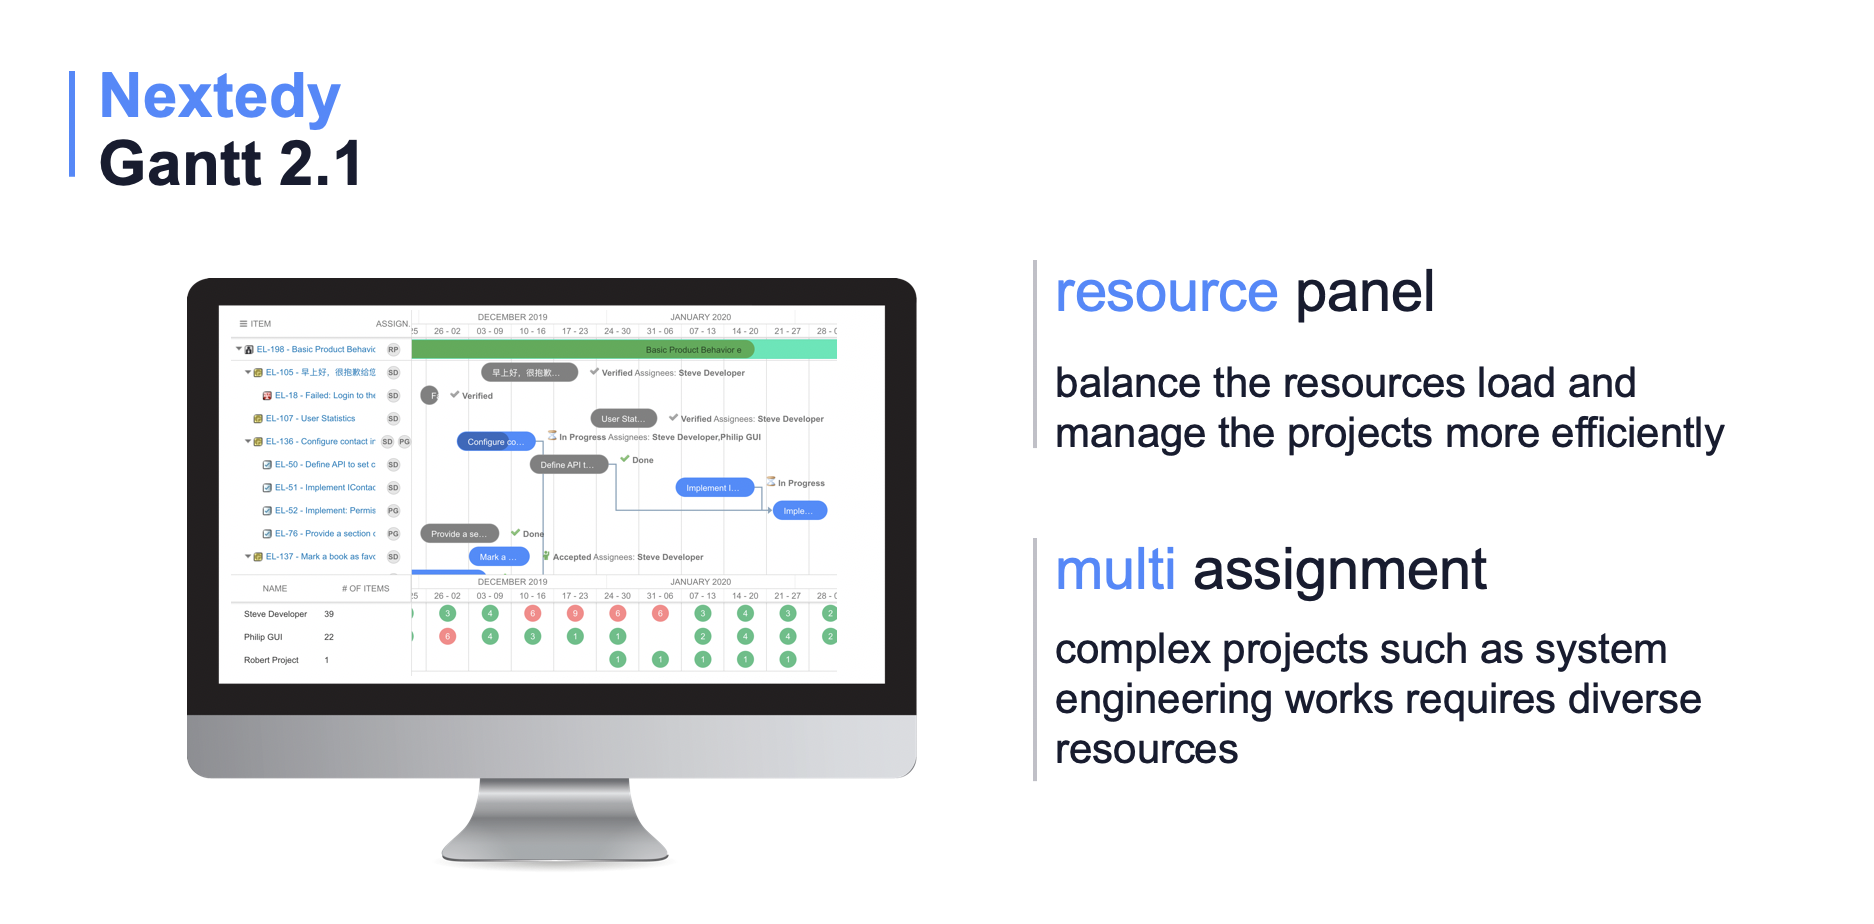 Nextedy
Gantt 2.1
ITEM ASSIGN.
DECEMBER 2019 JANUARY 2020
25 26 - 02 03 - 09 10 - 16 17 - 23 24 - 30 31 - 06 07 - 13 14 - 20 21 - 27 28 - 0
EL-198 - Basic Product Behavic RP Basic Product Behavior e
EL-105 - 早上好，很抱歉给您 SD 早上好，很抱歉... Verified Assignees: Steve Developer
EL-18 - Failed: Login to the SD F Verified
EL-107 - User Statistics SD User Stat... Verified Assignees: Steve Developer
EL-136 - Configure contact ir SD PG Configure co... In Progress Assignees: Steve Developer,Philip GUI
EL-50 - Define API to set c SD Define API t... Done
EL-51 - Implement IContac SD Implement I... In Progress
EL-52 - Implement: Permis PG Imple...
EL-76 - Provide a section c PG Provide a se... Done
EL-137 - Mark a book as favo SD Mark a ... Accepted Assignees: Steve Developer
NAME # OF ITEMS
DECEMBER 2019 JANUARY 2020
25 26 - 02 03 - 09 10 - 16 17 - 23 24 - 30 31 - 06 07 - 13 14 - 20 21 - 27 28 - 0
Steve Developer 39 3 4 6 9 6 6 3 4 3 2
Philip GUI 22 6 4 3 1 1 2 4 4 2
Robert Project 1 1 1 1 1 1
resource panel
balance the resources load and
manage the projects more efficiently
multi assignment
complex projects such as system
engineering works requires diverse
resources